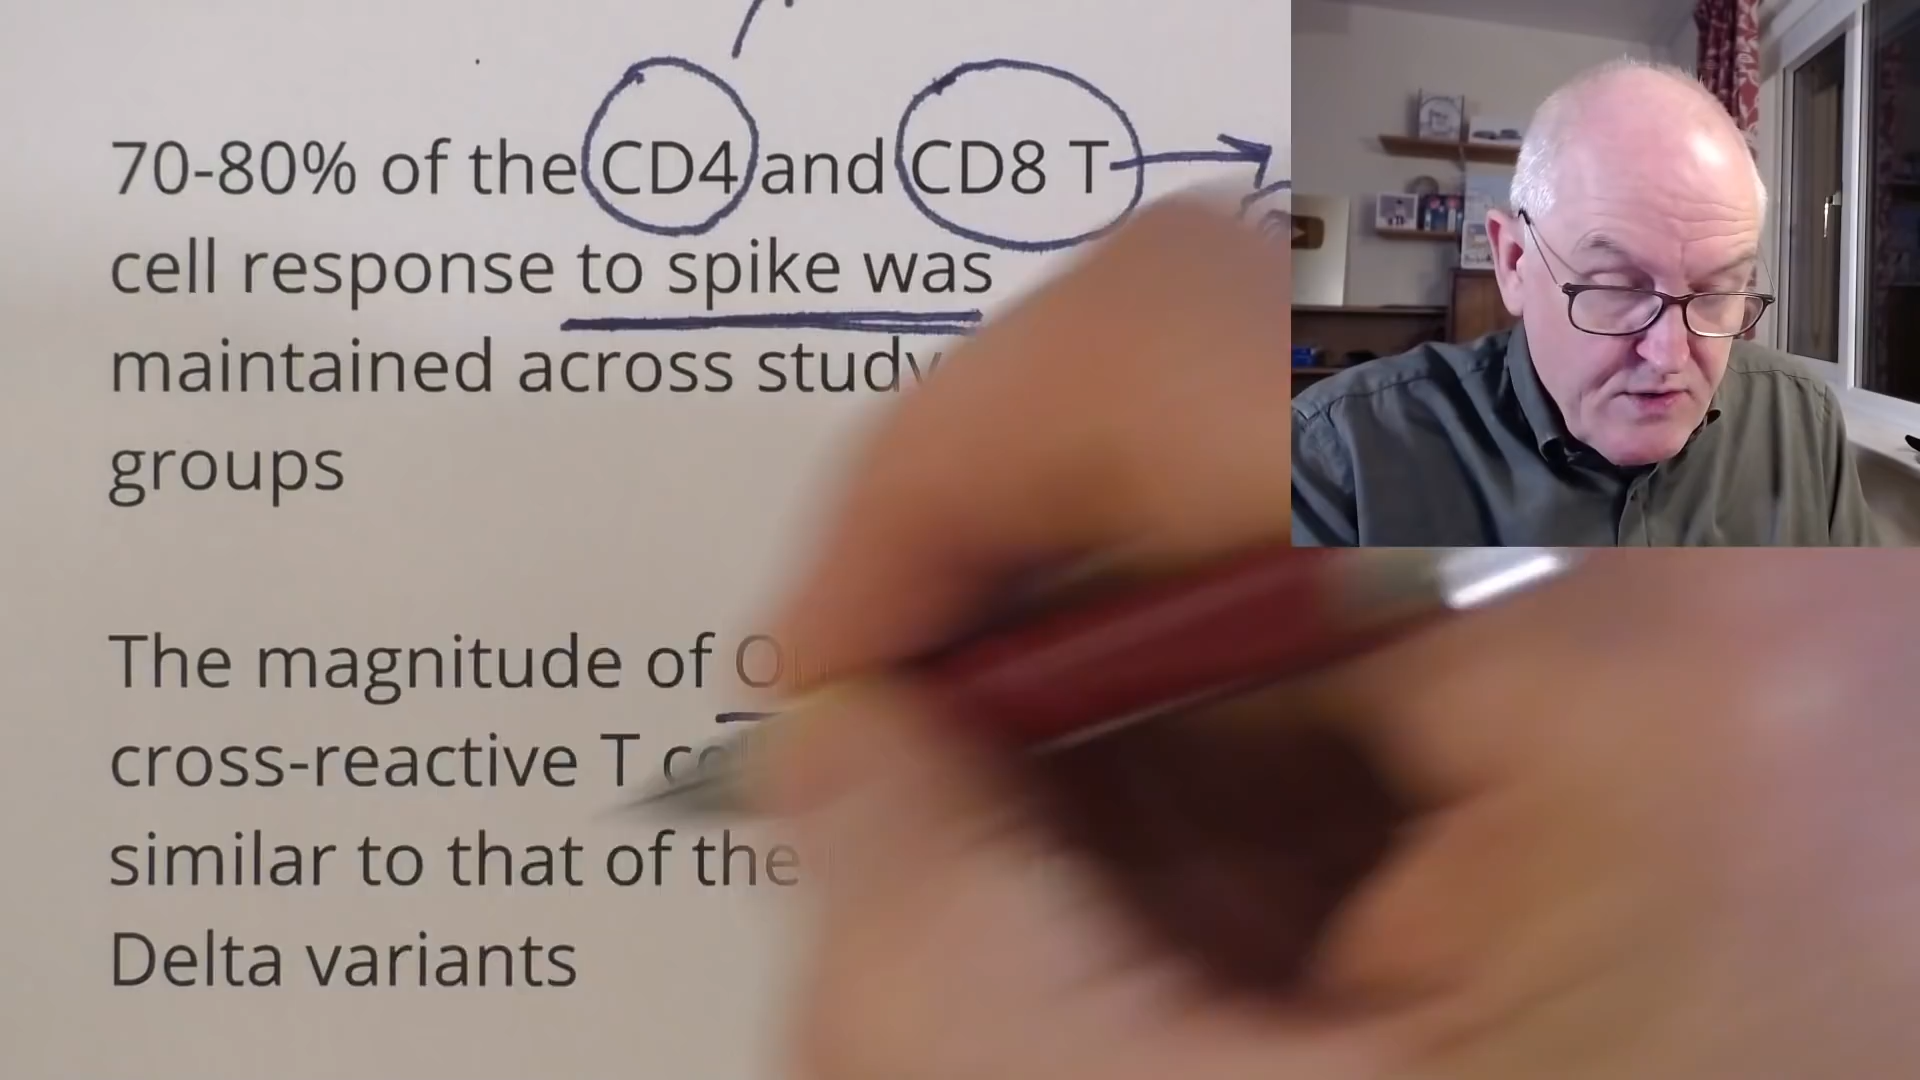 70-80% of the CD4 and CD8 T
cell response to spike was
maintained across study
groups
The magnitude of
cross-reactive T
similar to that of the
Delta variants